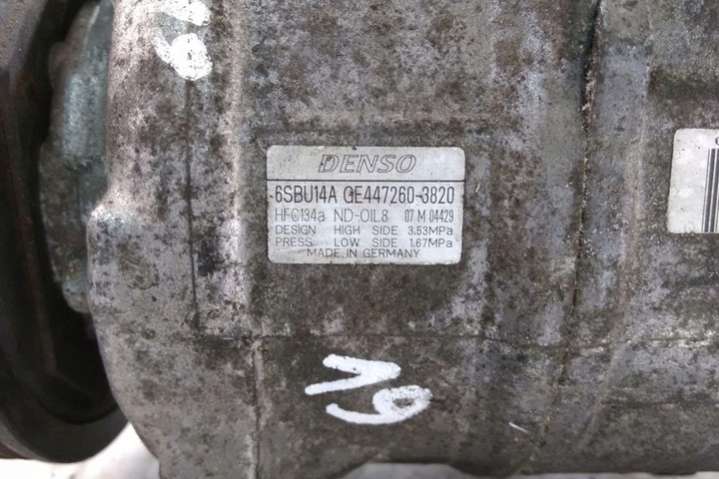 DENSO
6SBU14A GE447260-3820
HFC134a ND-OIL8 07 M 04429
DESIGN HIGH SIDE 3.53MPa
PRESS. LOW SIDE 1.67MPa
MADE IN GERMANY